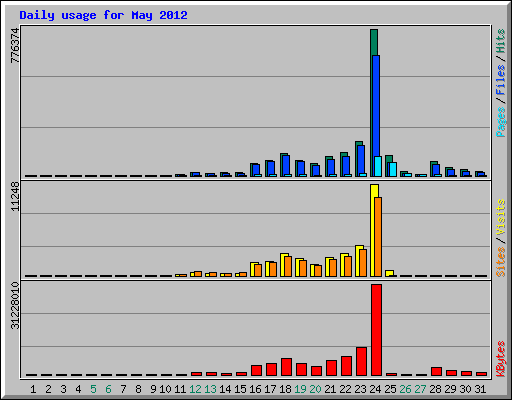 Daily usage for May 2012
776374
Pages/Files/Hits
11248
Sites/Visits
31228010
KBytes
1 2 3 4 5 6 7 8 9 10 11 12 13 14 15 16 17 18 19 20 21 22 23 24 25 26 27 28 29 30 31